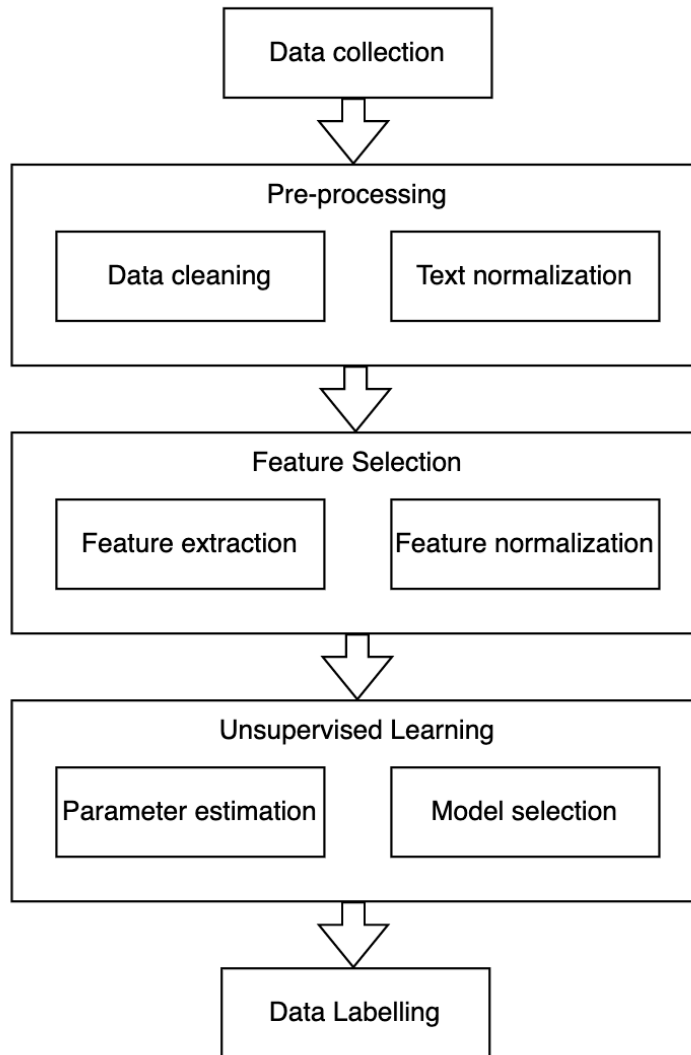 Data collection
Pre-processing
Data cleaning
Text normalization
Feature Selection
Feature extraction
Feature normalization
Unsupervised Learning
Parameter estimation
Model selection
Data Labelling